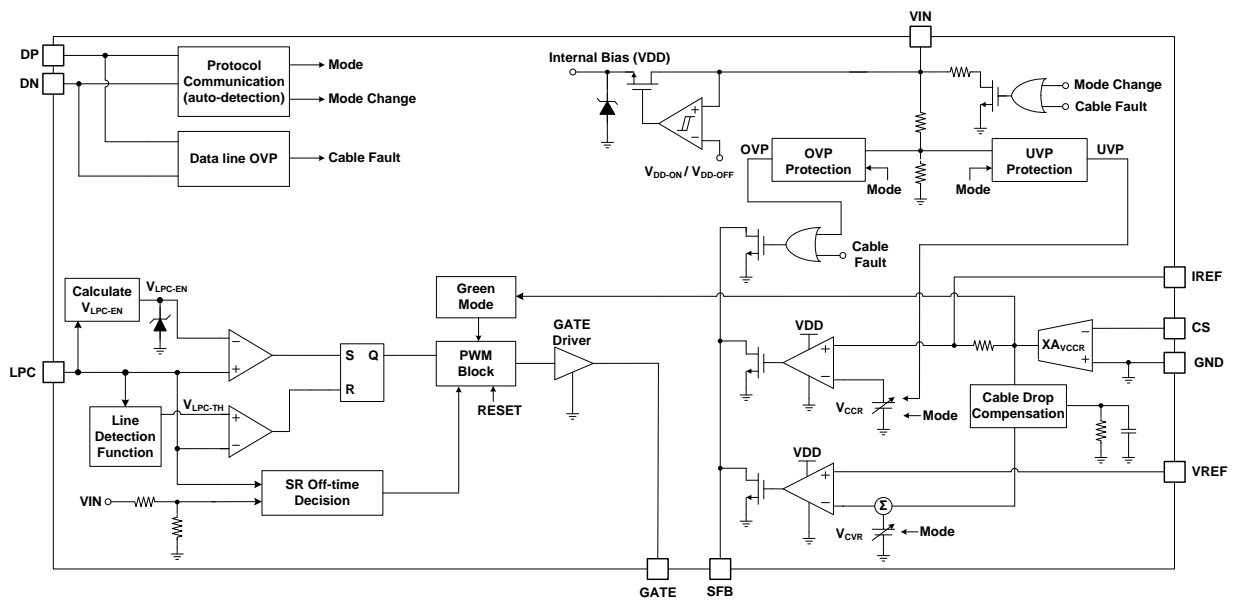 VIN
DP
DN
Protocol
Communication
(auto-detection)
Mode
Mode Change
Data line OVP
Cable Fault
Internal Bias (VDD)
+
−
VDD-ON / VDD-OFF
Mode Change
Cable Fault
OVP
OVP
Protection
Mode
UVP
Protection
UVP
Mode
Cable
Fault
IREF
CS
GND
XAVCCR
−
+
Calculate
VLPC-EN
VLPC-EN
−
+
LPC
Line
Detection
Function
VLPC-TH
+
−
S
Q
R
Green
Mode
PWM
Block
RESET
GATE
Driver
VIN
SR Off-time
Decision
VDD
+
−
VCCR
Mode
Cable Drop
Compensation
VDD
+
−
Σ
VCVR
Mode
VREF
GATE
SFB